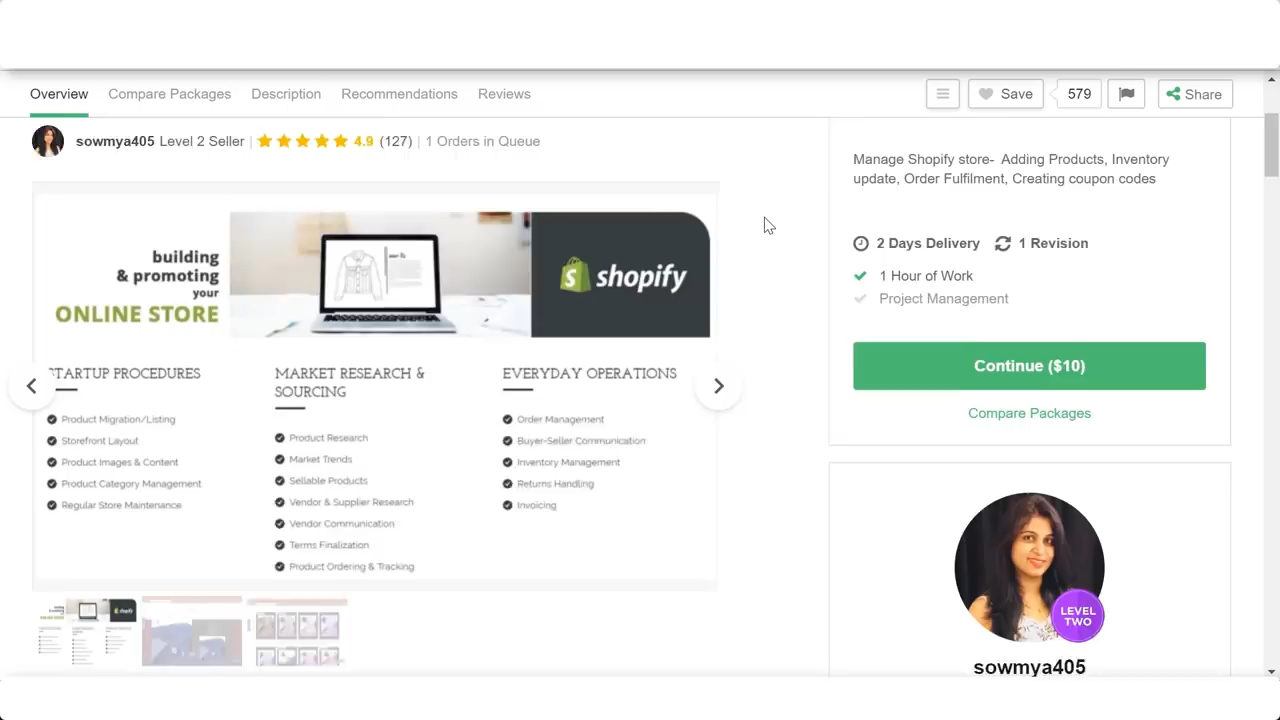 Overview Compare Packages Description Recommendations Reviews
Save 579 Share
sowmya405 Level 2 Seller | 4.9 (127) | 1 Orders in Queue
building
& promoting
your
ONLINE STORE
shopify
STARTUP PROCEDURES
Product Migration/Listing
Storefront Layout
Product Images & Content
Product Category Management
Regular Store Maintenance
MARKET RESEARCH &
SOURCING
Product Research
Market Trends
Sellable Products
Vendor & Supplier Research
Vendor Communication
Terms Finalization
Product Ordering & Tracking
EVERYDAY OPERATIONS
Order Management
Buyer-Seller Communication
Inventory Management
Returns Handling
Invoicing
Manage Shopify store- Adding Products, Inventory
update, Order Fulfilment, Creating coupon codes
2 Days Delivery 1 Revision
1 Hour of Work
Project Management
Continue ($10)
Compare Packages
LEVEL
TWO
sowmya405